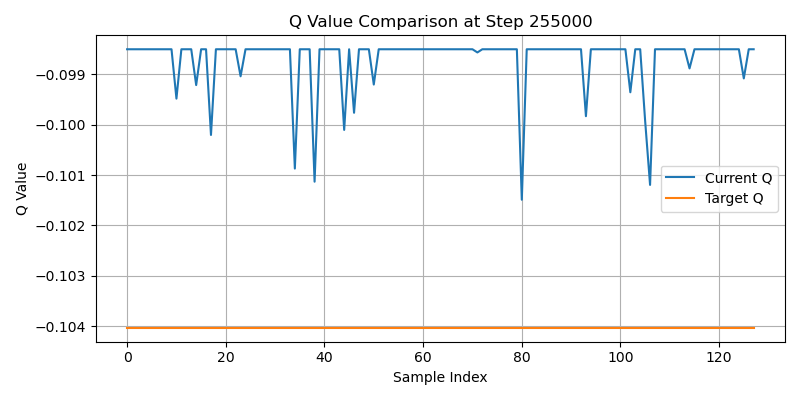 Q Value Comparison at Step 255000
Q Value
−0.099
−0.100
−0.101
−0.102
−0.103
−0.104
Current Q
Target Q
0 20 40 60 80 100 120
Sample Index